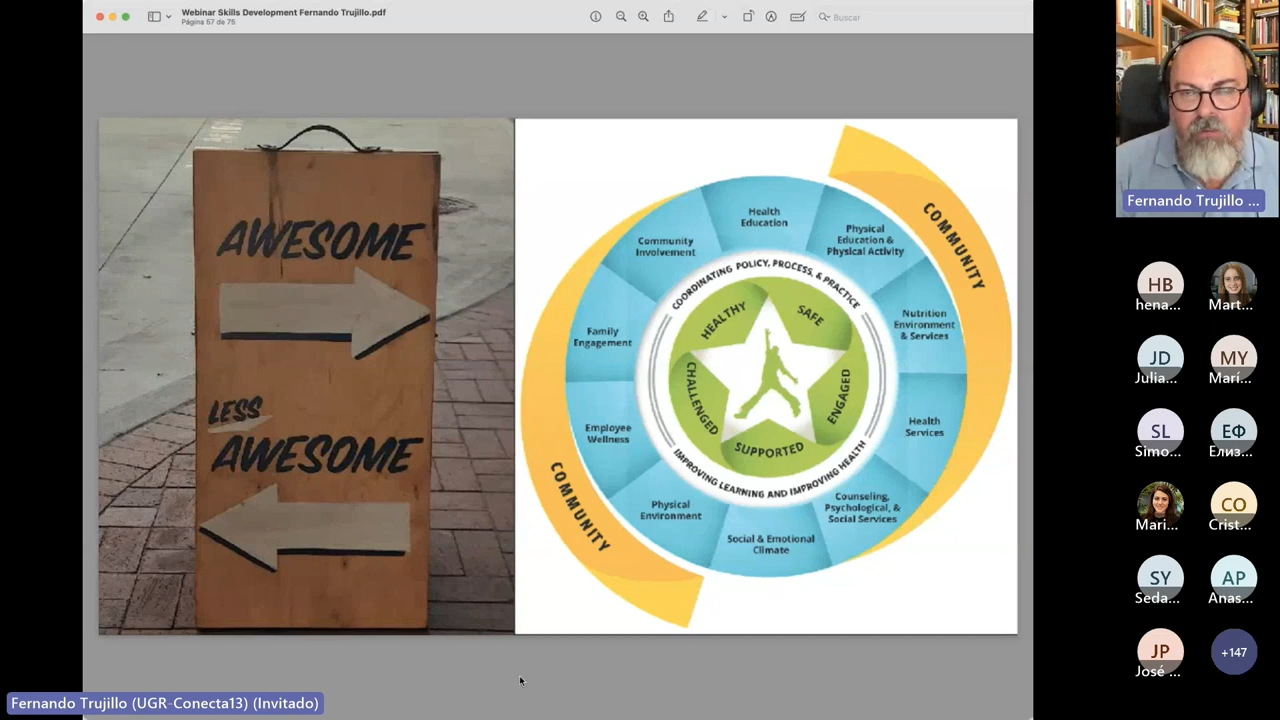 Webinar Skills Development Fernando Trujillo.pdf
Página 57 de 75
Buscar
AWESOME
LESS
AWESOME
COMMUNITY
Health
Education
Physical
Education &
Physical Activity
Nutrition
Environment
& Services
Health
Services
Counseling,
Psychological, &
Social Services
Social & Emotional
Climate
Physical
Environment
Employee
Wellness
Family
Engagement
Community
Involvement
COORDINATING POLICY, PROCESS, & PRACTICE
IMPROVING LEARNING AND IMPROVING HEALTH
HEALTHY
SAFE
ENGAGED
SUPPORTED
CHALLENGED
COMMUNITY
Fernando Trujillo ...
HB
hena...
Mart...
JD
Julia...
MY
Marí...
SL
Simo...
ЕФ
Елиз...
Mari...
CO
Crist...
SY
Seda...
AP
Anas...
JP
José ...
+147
Fernando Trujillo (UGR-Conecta13) (Invitado)